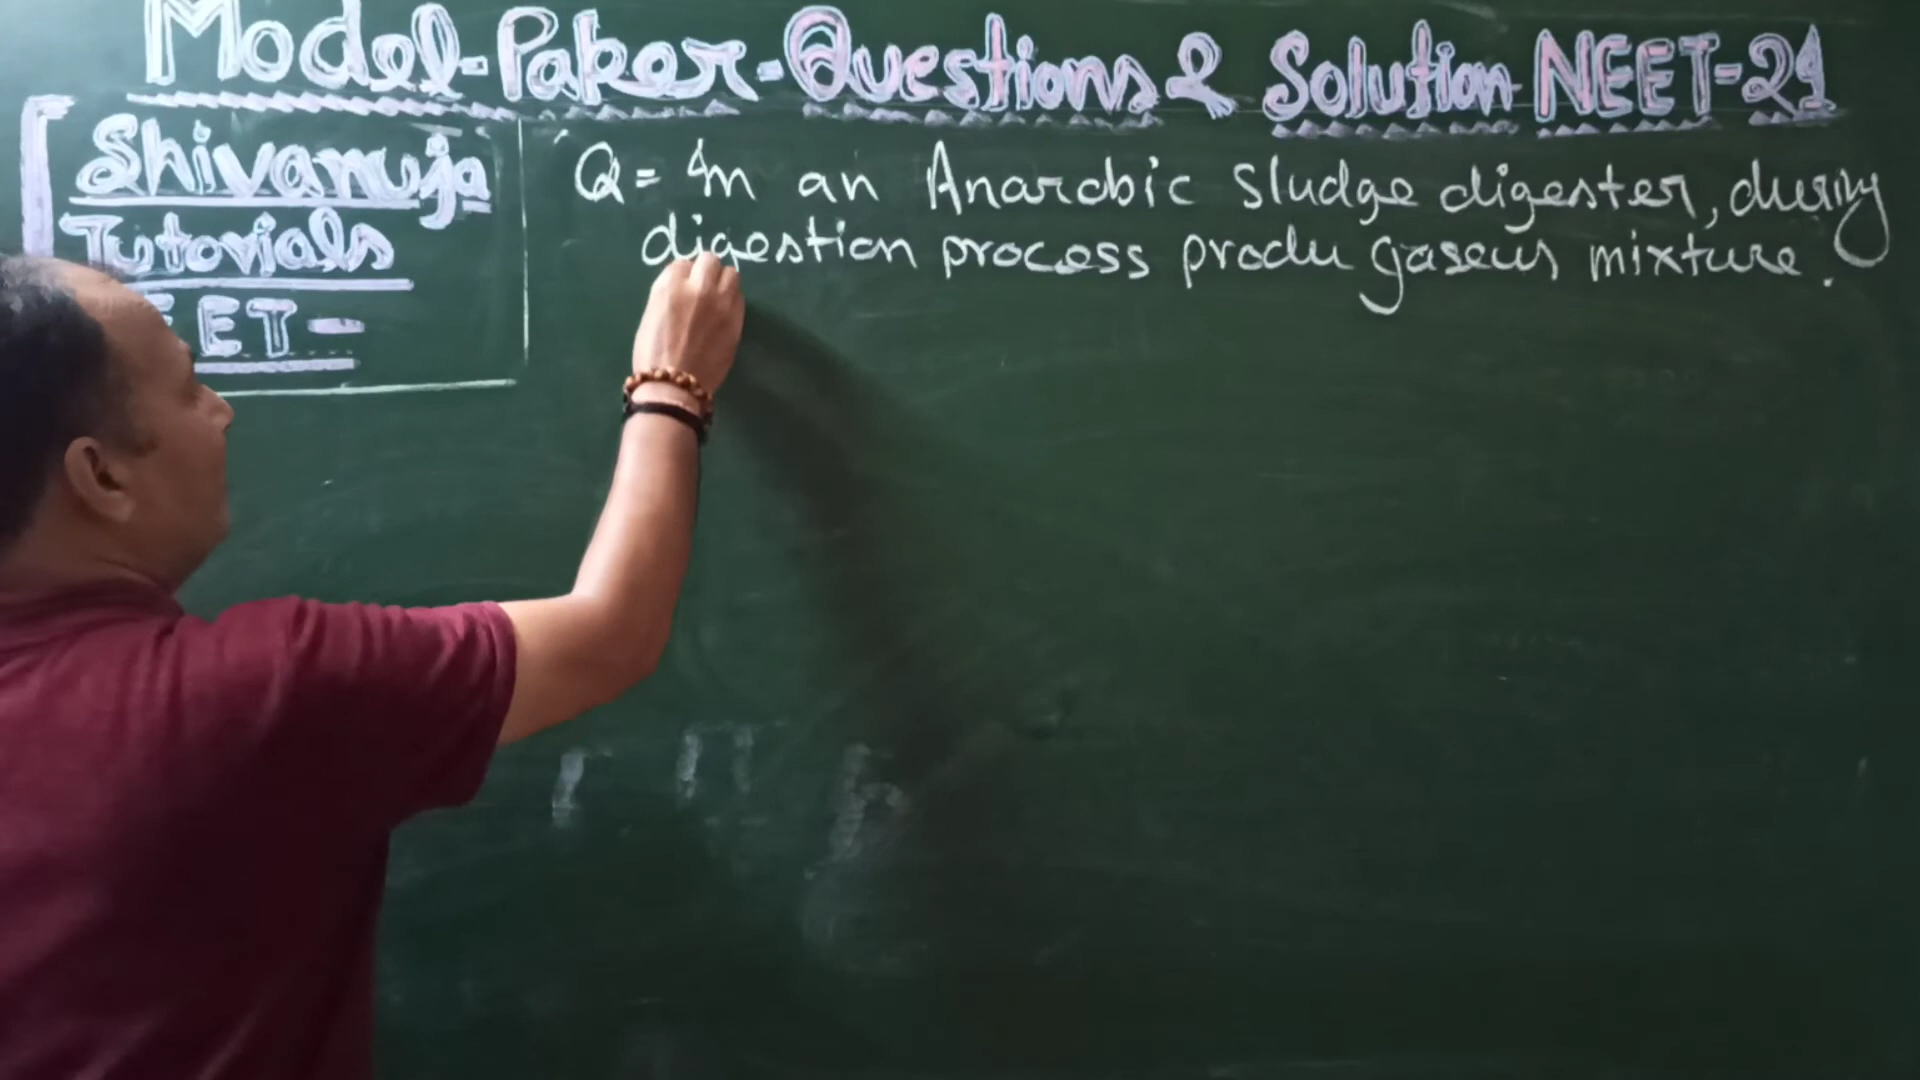 Model-Paper-Questions & Solution NEET-21
Shivanuja
Tutorials
EET-
Q= In an Anarobic sludge digester, during
digestion process produ gaseus mixture.